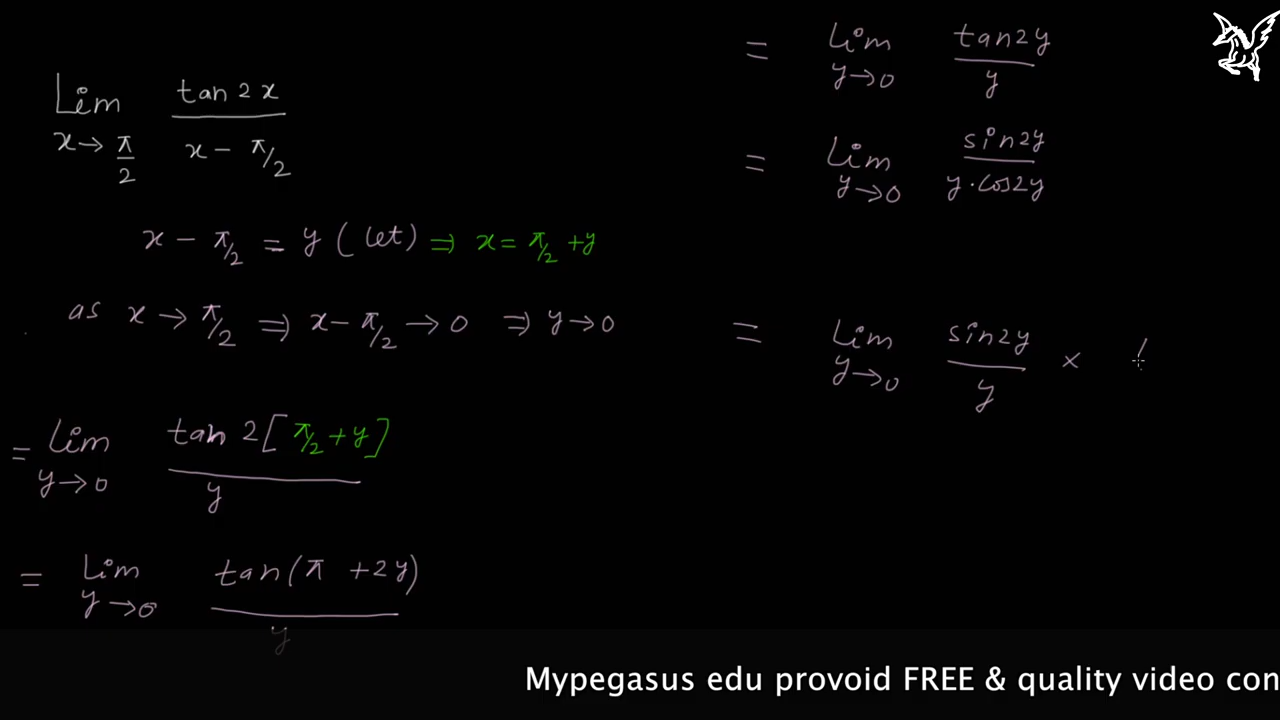 Lim x→π/2 tan 2x / x - π/2
x - π/2 = y (let) ⇒ x = π/2 + y
as x → π/2 ⇒ x - π/2 → 0 ⇒ y → 0
= lim y→0 tan 2[π/2 + y] / y
= lim y→0 tan(π + 2y) / y
= lim y→0 tan2y / y
= lim y→0 sin2y / y·cos2y
= lim y→0 sin2y / y ×
Mypegasus edu provoid FREE & quality video con